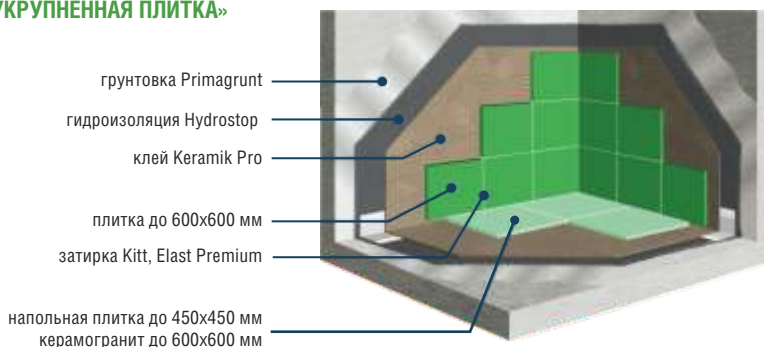 УКРУПНЕННАЯ ПЛИТКА»
грунтовка Primagrunt
гидроизоляция Hydrostop
клей Keramik Pro
плитка до 600х600 мм
затирка Kitt, Elast Premium
напольная плитка до 450х450 мм
керамогранит до 600х600 мм